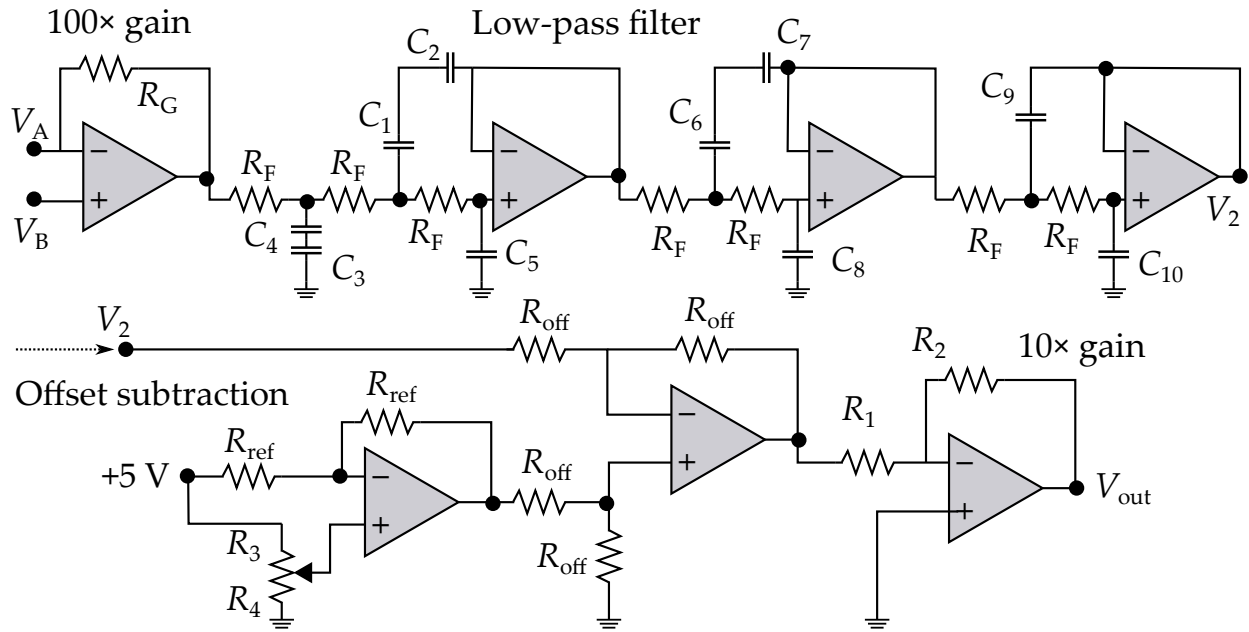 100× gain
Low-pass filter
R_G
C_2
C_7
V_A
−
+
V_B
C_1
−
+
C_6
−
+
C_9
−
+
R_F
R_F
R_F
R_F
R_F
R_F
R_F
V_2
C_4
C_3
C_5
C_8
C_10
V_2
R_off
R_off
R_2
10× gain
Offset subtraction
R_ref
R_ref
R_1
−
+
+5 V
−
+
R_off
−
+
V_out
R_3
R_4
R_off